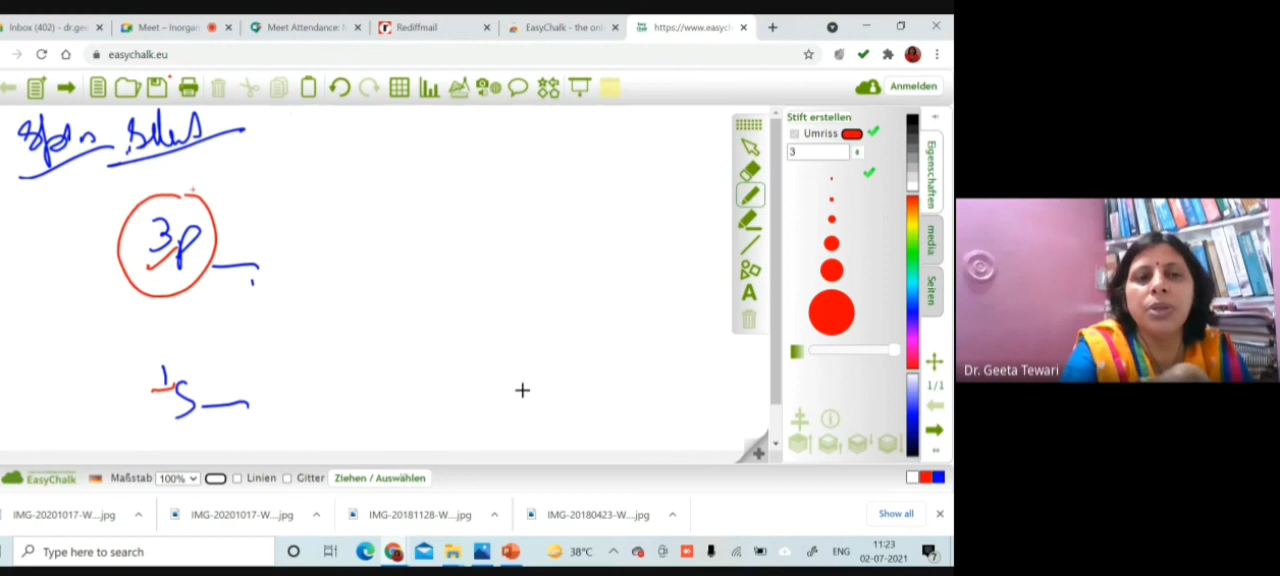 Inbox (402) - dr.gee
Meet – Inorgan
Meet Attendance: M
Rediffmail
EasyChalk - the onl
https://www.easych
easychalk.eu
Anmelden
Stift erstellen
Umriss
3
Eigenschaften
media
Seiten
A
1/1
3p
1S
Dr. Geeta Tewari
EasyChalk
Maßstab 100% Linien Gitter Ziehen / Auswählen
IMG-20201017-W....jpg
IMG-20201017-W....jpg
IMG-20181128-W....jpg
IMG-20180423-W....jpg
Show all
Type here to search
38°C
ENG
11:23
02-07-2021
7